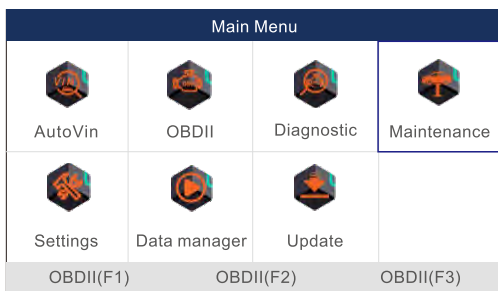 Main Menu
AutoVin OBDII Diagnostic Maintenance
Settings Data manager Update
OBDII(F1) OBDII(F2) OBDII(F3)